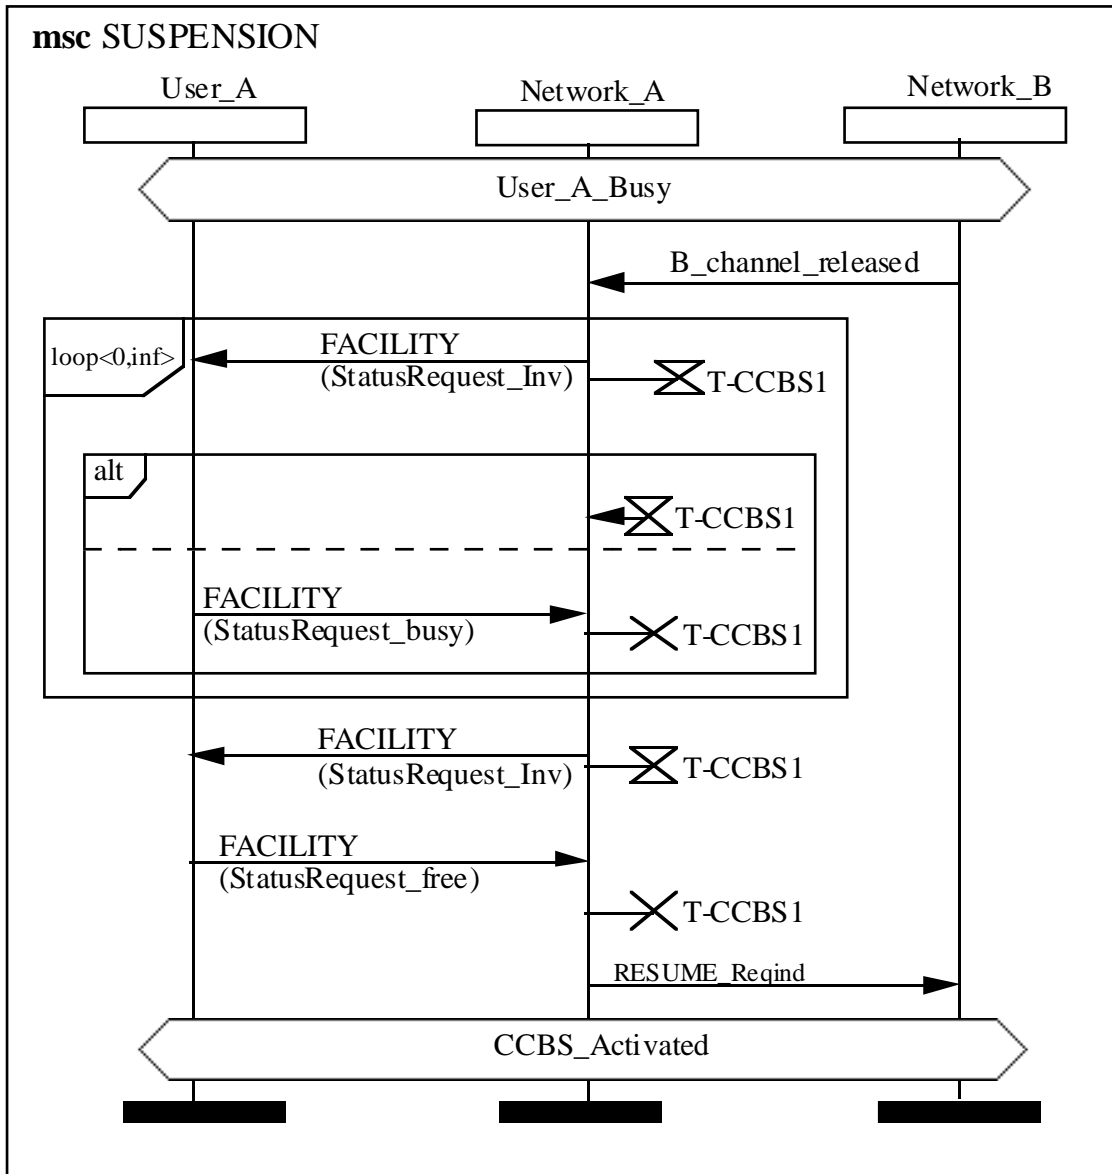 msc SUSPENSION
User_A
Network_A
Network_B
User_A_Busy
B_channel_released
loop<0,inf>
FACILITY
(StatusRequest_Inv)
T-CCBS1
alt
T-CCBS1
FACILITY
(StatusRequest_busy)
T-CCBS1
FACILITY
(StatusRequest_Inv)
T-CCBS1
FACILITY
(StatusRequest_free)
T-CCBS1
RESUME_Reqind
CCBS_Activated